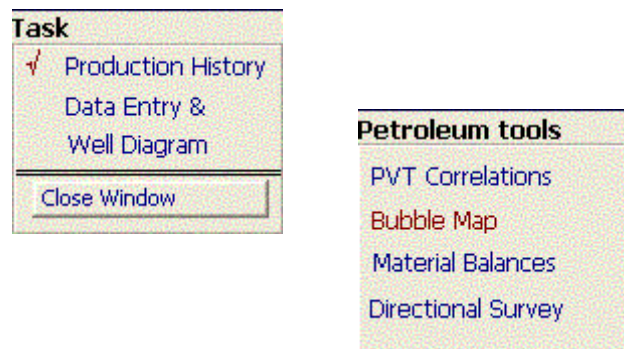 Task
√ Production History
Data Entry &
Well Diagram
Close Window
Petroleum tools
PVT Correlations
Bubble Map
Material Balances
Directional Survey